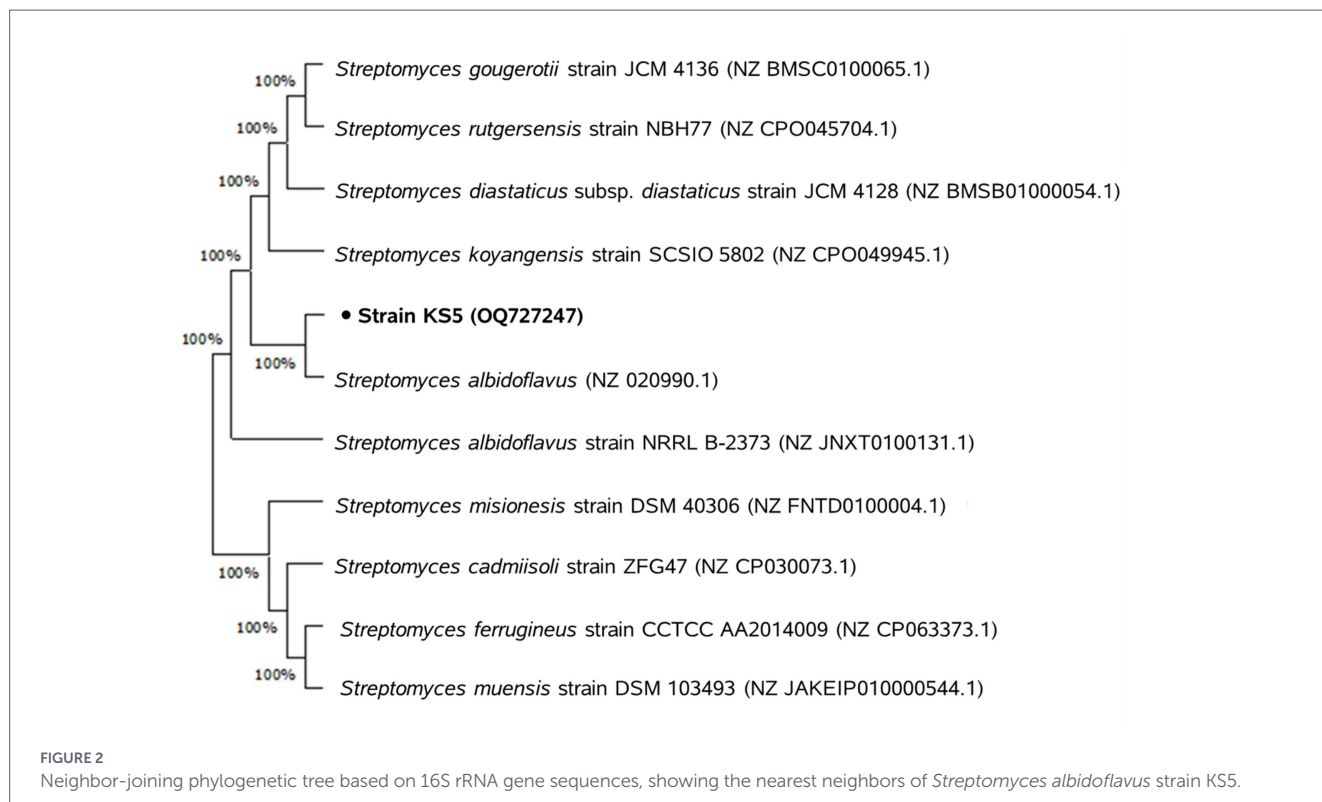 100%
Streptomyces gougerotii strain JCM 4136 (NZ BMSC0100065.1)
100%
Streptomyces rutgersensis strain NBH77 (NZ CPO045704.1)
100%
Streptomyces diastaticus subsp. diastaticus strain JCM 4128 (NZ BMSB01000054.1)
100%
Streptomyces koyangensis strain SCSIO 5802 (NZ CPO049945.1)
• Strain KS5 (OQ727247)
100%
100%
Streptomyces albidoflavus (NZ 020990.1)
Streptomyces albidoflavus strain NRRL B-2373 (NZ JNXT0100131.1)
Streptomyces misionesis strain DSM 40306 (NZ FNTD0100004.1)
100%
Streptomyces cadmiisoli strain ZFG47 (NZ CP030073.1)
100%
Streptomyces ferrugineus strain CCTCC AA2014009 (NZ CP063373.1)
100%
Streptomyces muensis strain DSM 103493 (NZ JAKEIP010000544.1)
FIGURE 2
Neighbor-joining phylogenetic tree based on 16S rRNA gene sequences, showing the nearest neighbors of Streptomyces albidoflavus strain KS5.